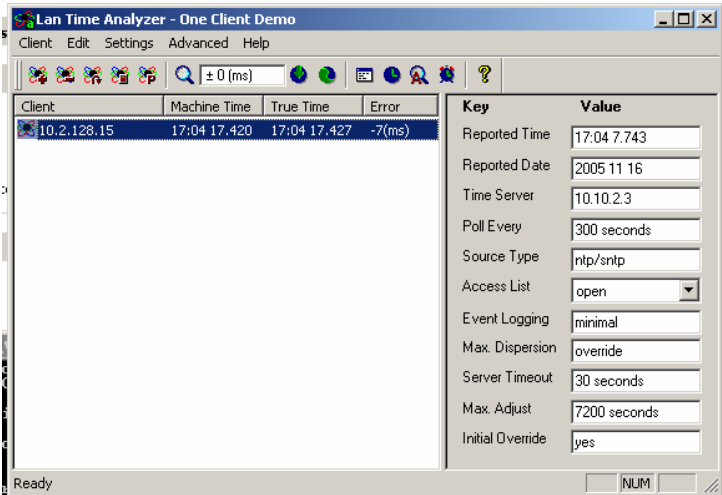 Lan Time Analyzer - One Client Demo
Client Edit Settings Advanced Help
± 0 (ms)
Client Machine Time True Time Error
10.2.128.15 17:04 17.420 17:04 17.427 -7(ms)
Key Value
Reported Time 17:04 7.743
Reported Date 2005 11 16
Time Server 10.10.2.3
Poll Every 300 seconds
Source Type ntp/sntp
Access List open
Event Logging minimal
Max. Dispersion override
Server Timeout 30 seconds
Max. Adjust 7200 seconds
Initial Override yes
Ready NUM